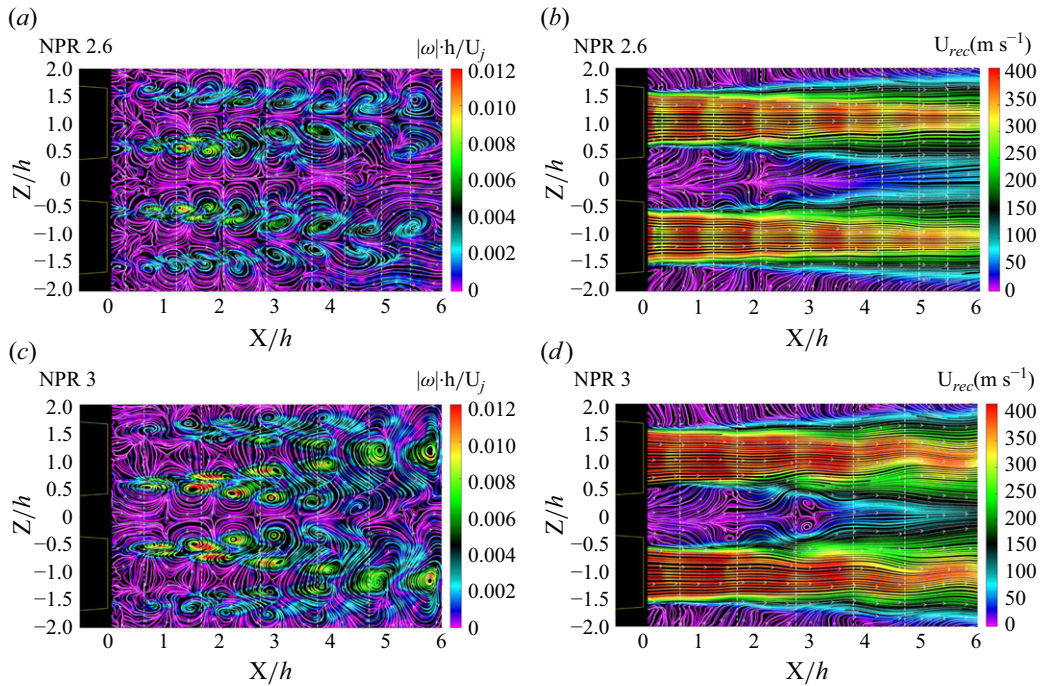 (a)
NPR 2.6
|ω|·h/U_j
0.012
0.010
0.008
0.006
0.004
0.002
0
2.0
1.5
1.0
0.5
0
−0.5
−1.0
−1.5
−2.0
Z/h
0 1 2 3 4 5 6
X/h
(b)
NPR 2.6
U_rec(m s⁻¹)
400
350
300
250
200
150
100
50
0
2.0
1.5
1.0
0.5
0
−0.5
−1.0
−1.5
−2.0
Z/h
0 1 2 3 4 5 6
X/h
(c)
NPR 3
|ω|·h/U_j
0.012
0.010
0.008
0.006
0.004
0.002
0
2.0
1.5
1.0
0.5
0
−0.5
−1.0
−1.5
−2.0
Z/h
0 1 2 3 4 5 6
X/h
(d)
NPR 3
U_rec(m s⁻¹)
400
350
300
250
200
150
100
50
0
2.0
1.5
1.0
0.5
0
−0.5
−1.0
−1.5
−2.0
Z/h
0 1 2 3 4 5 6
X/h